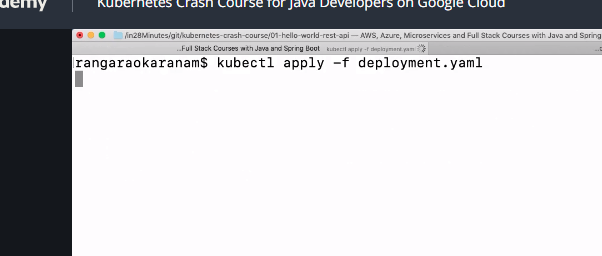 demy
Kubernetes Crash Course for Java Developers on Google Cloud
/in28Minutes/git/kubernetes-crash-course/01-hello-world-rest-api — AWS, Azure, Microservices and Full Stack Courses with Java and Spring
...Full Stack Courses with Java and Spring Boot kubectl apply -f deployment.yaml
rangaraokaranam$ kubectl apply -f deployment.yaml